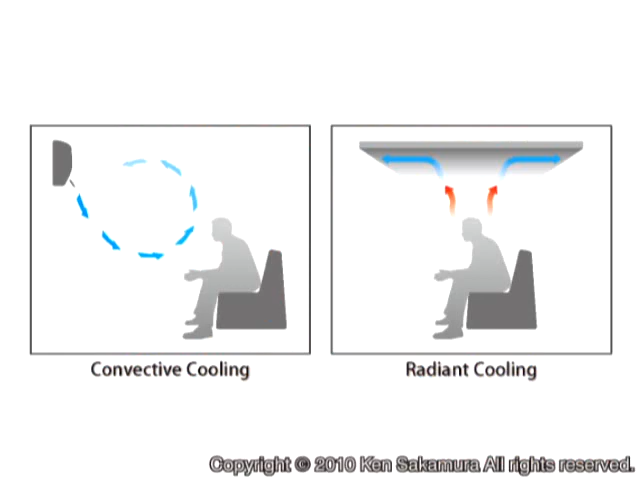 Convective Cooling
Radiant Cooling
Copyright © 2010 Ken Sakamura All rights reserved.